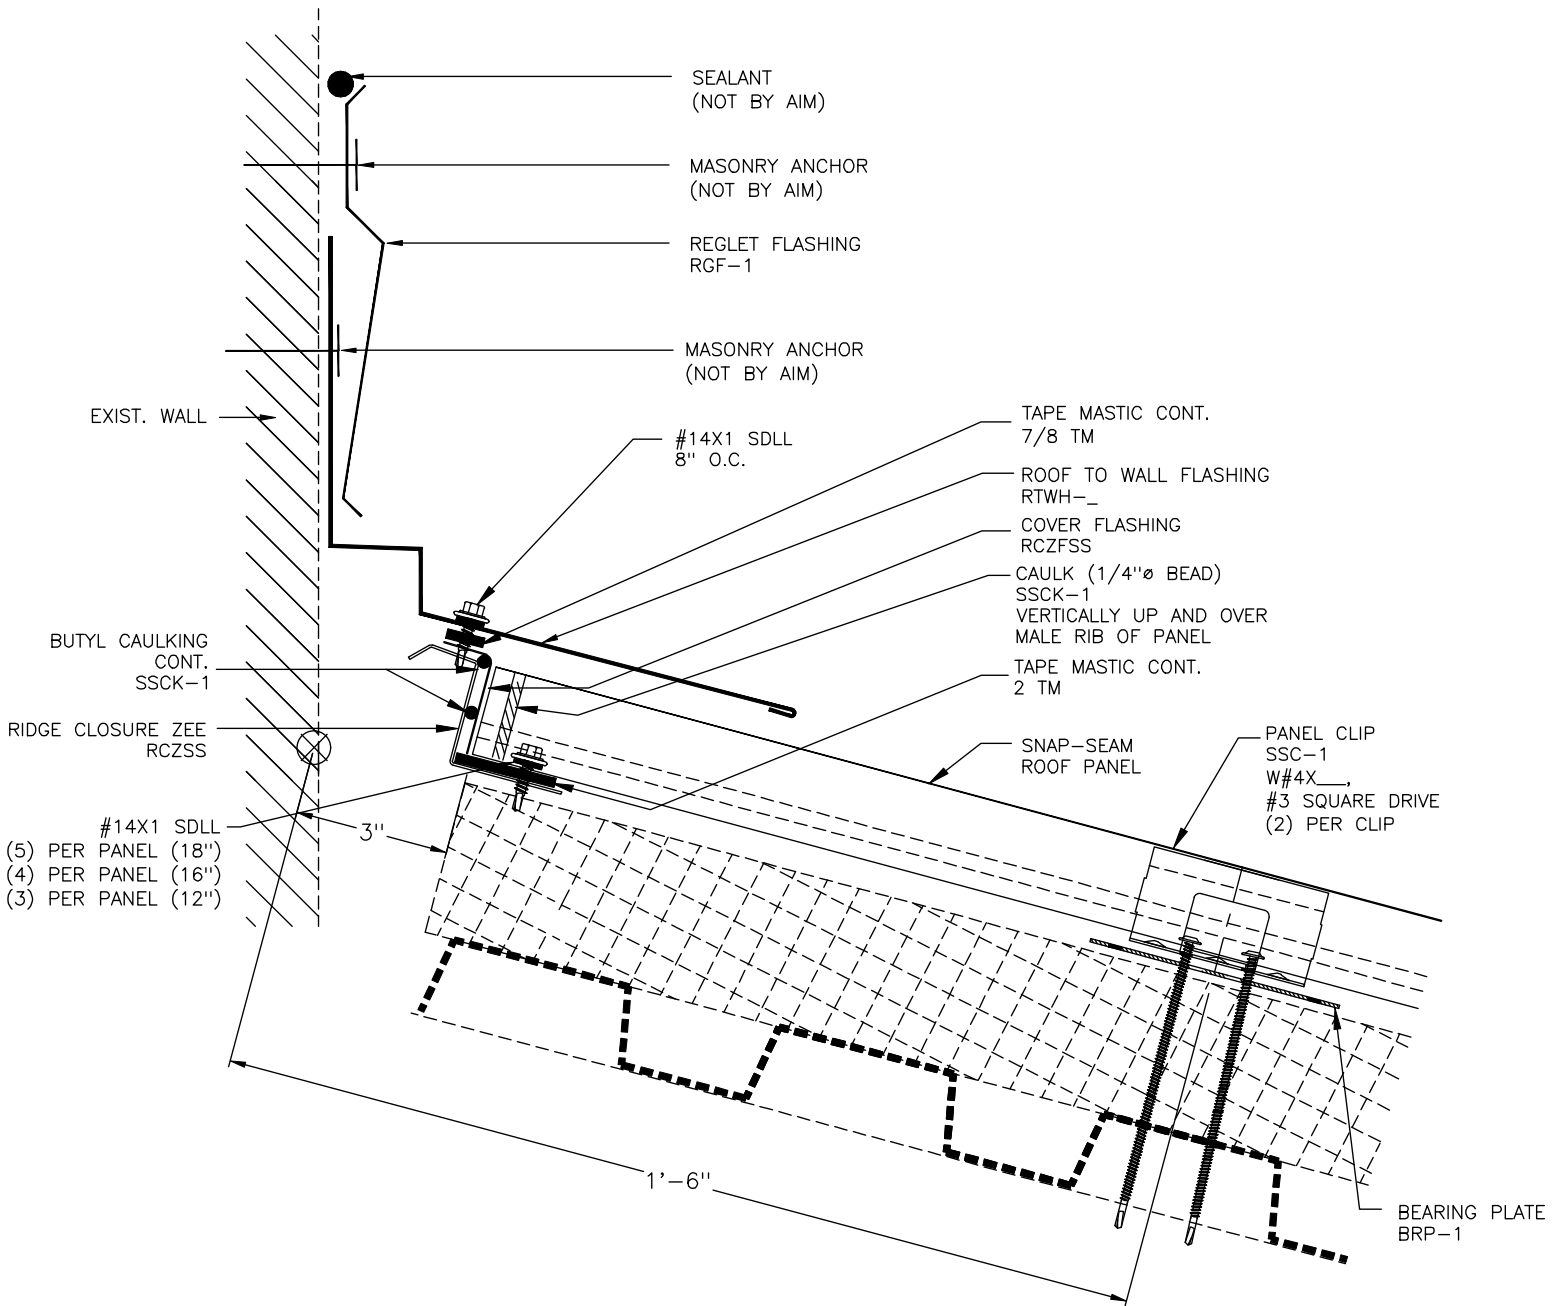 SEALANT
(NOT BY AIM)
MASONRY ANCHOR
(NOT BY AIM)
REGLET FLASHING
RGF-1
MASONRY ANCHOR
(NOT BY AIM)
EXIST. WALL
#14X1 SDLL
8" O.C.
TAPE MASTIC CONT.
7/8 TM
ROOF TO WALL FLASHING
RTWH-_
COVER FLASHING
RCZFSS
CAULK (1/4"ø BEAD)
SSCK-1
VERTICALLY UP AND OVER
MALE RIB OF PANEL
TAPE MASTIC CONT.
2 TM
BUTYL CAULKING
CONT.
SSCK-1
RIDGE CLOSURE ZEE
RCZSS
SNAP-SEAM
ROOF PANEL
PANEL CLIP
SSC-1
W#4X___,
#3 SQUARE DRIVE
(2) PER CLIP
#14X1 SDLL
(5) PER PANEL (18")
(4) PER PANEL (16")
(3) PER PANEL (12")
3"
1'-6"
BEARING PLATE
BRP-1